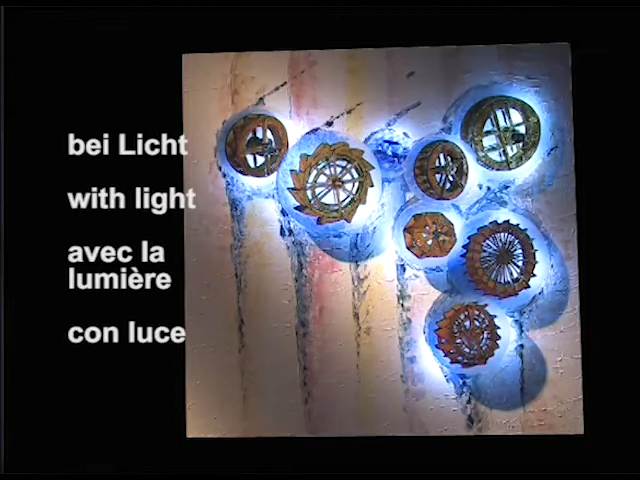 bei Licht
with light
avec la
lumière
con luce